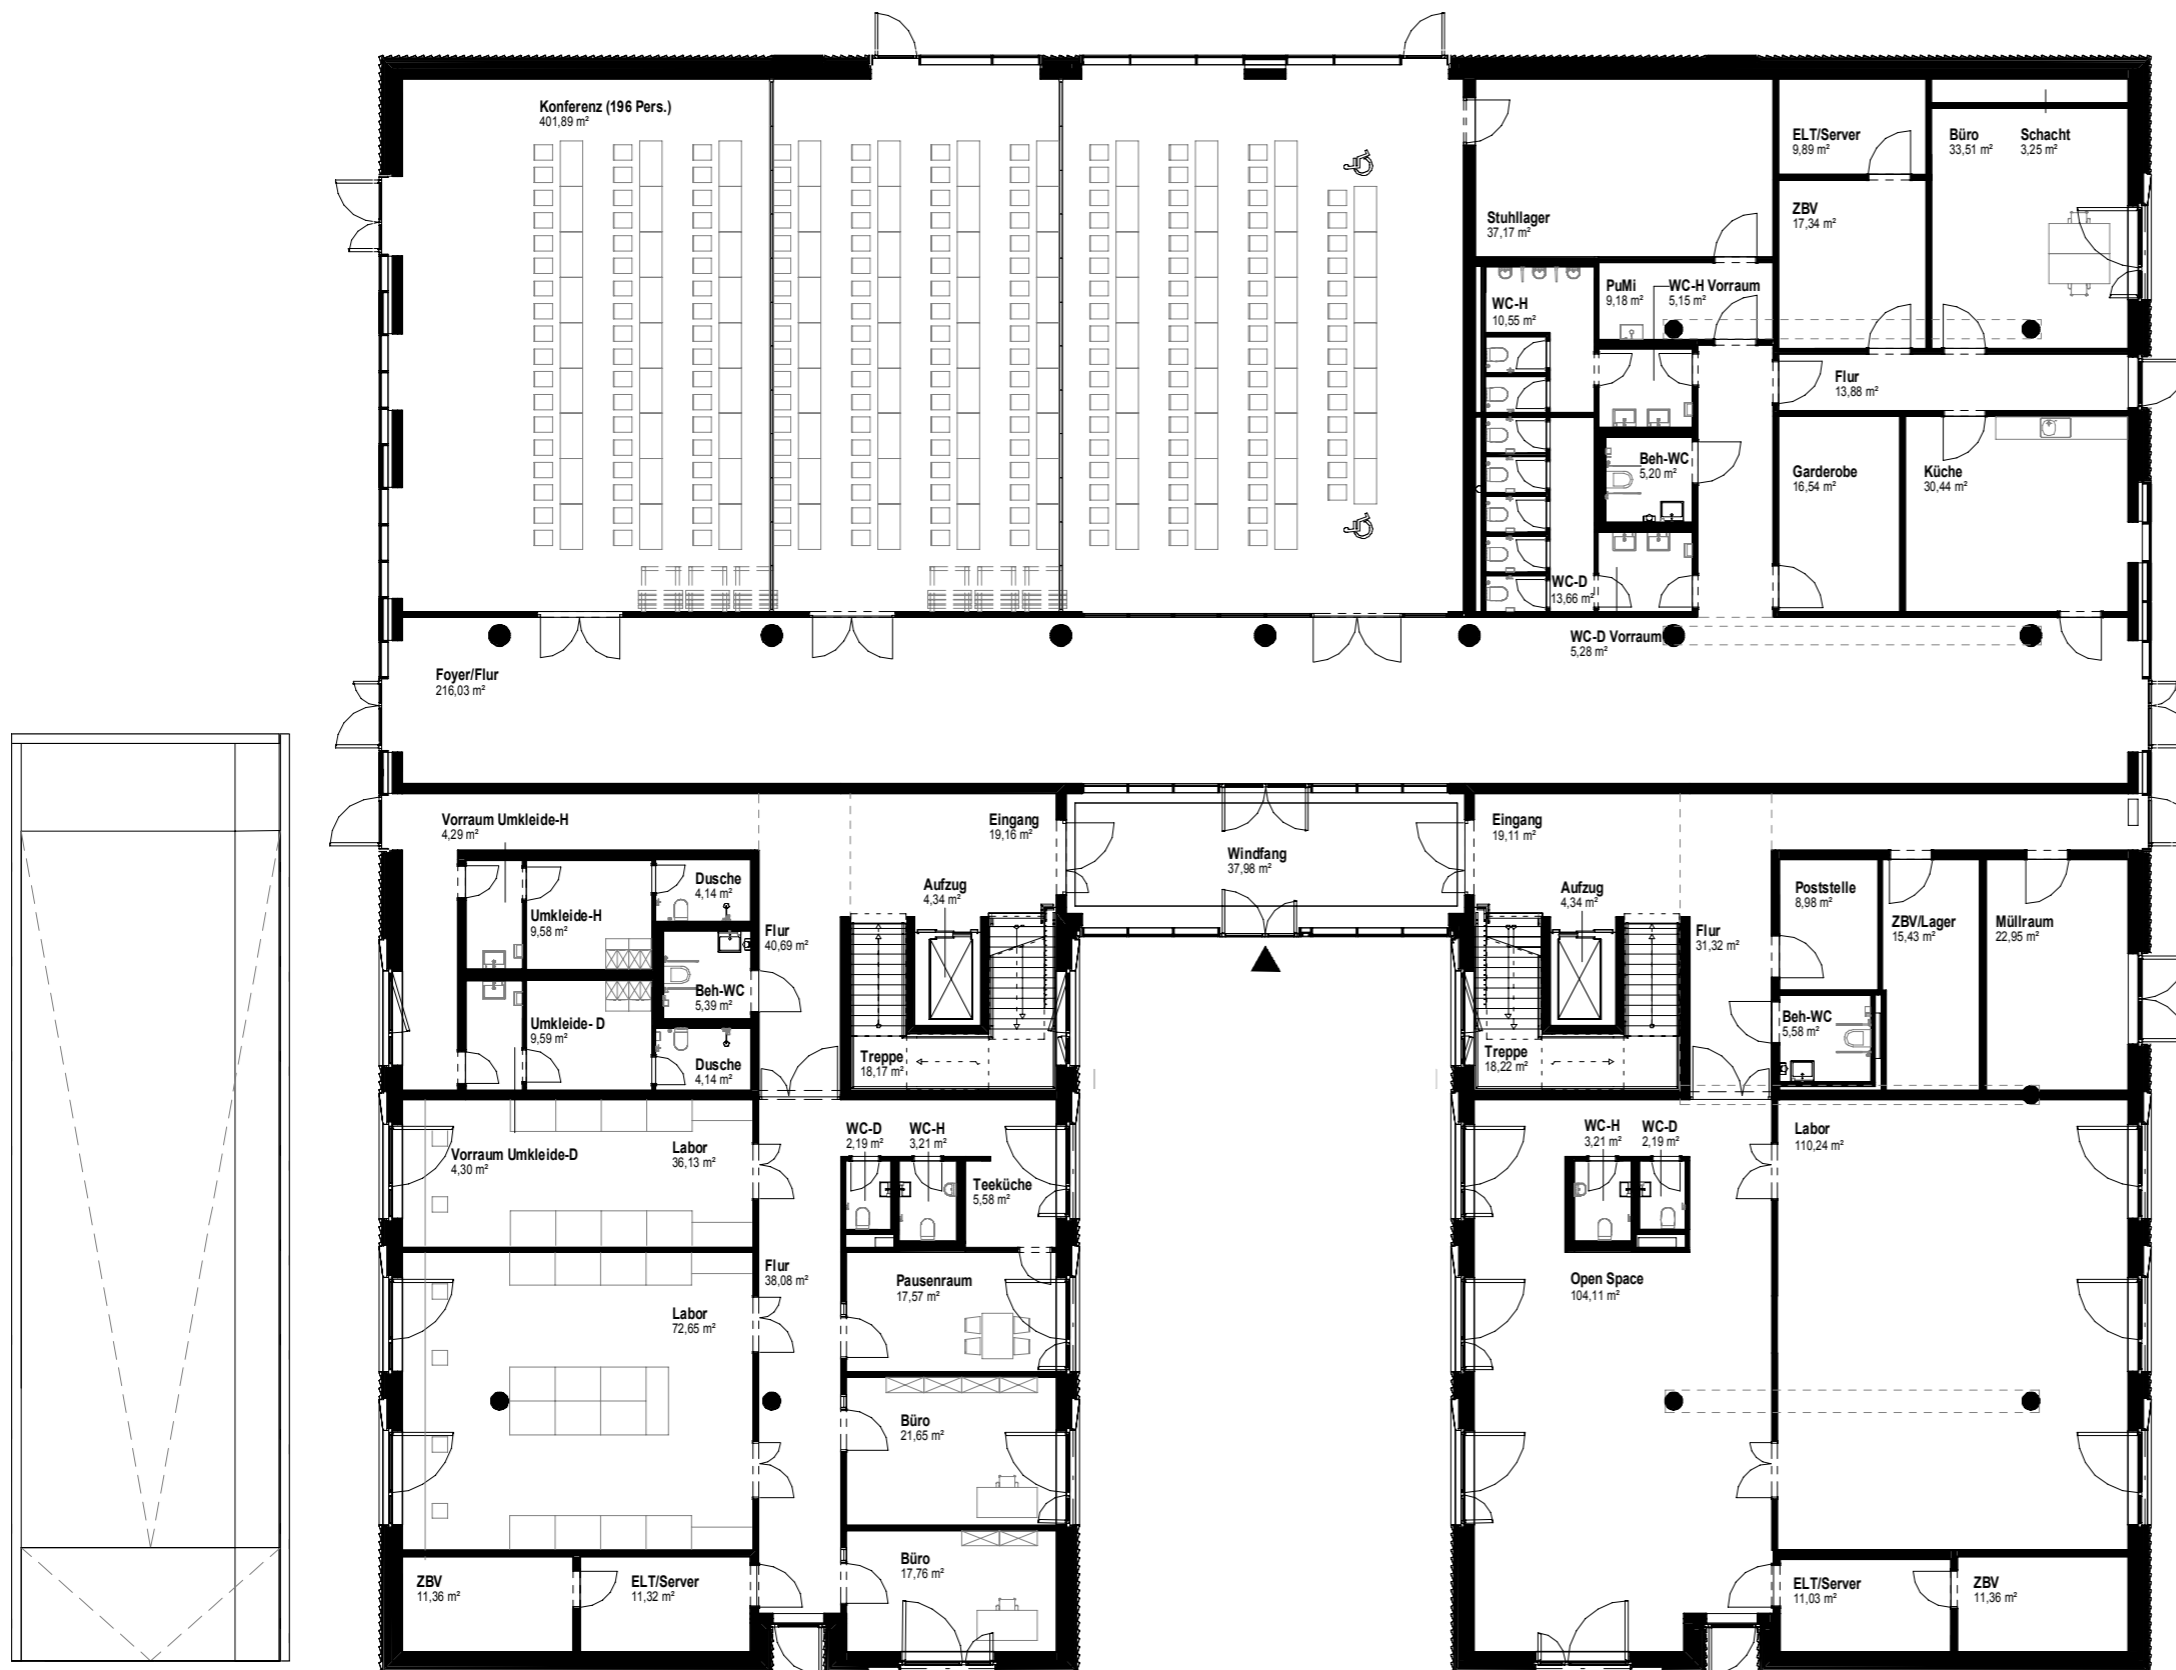 Konferenz (196 Pers.)
401,89 m²
ELT/Server
9,89 m²
Büro
33,51 m²
Schacht
3,25 m²
Stuhllager
37,17 m²
ZBV
17,34 m²
WC-H
10,55 m²
PuMi
9,18 m²
WC-H Vorraum
5,15 m²
Flur
13,88 m²
Beh-WC
5,20 m²
Garderobe
16,54 m²
Küche
30,44 m²
WC-D
13,66 m²
WC-D Vorraum
5,28 m²
Foyer/Flur
216,03 m²
Vorraum Umkleide-H
4,29 m²
Eingang
19,16 m²
Windfang
37,98 m²
Eingang
19,11 m²
Dusche
4,14 m²
Aufzug
4,34 m²
Aufzug
4,34 m²
Poststelle
8,98 m²
Umkleide-H
9,58 m²
Flur
40,69 m²
Flur
31,32 m²
ZBV/Lager
15,43 m²
Müllraum
22,95 m²
Beh-WC
5,39 m²
Umkleide- D
9,59 m²
Beh-WC
5,58 m²
Dusche
4,14 m²
Treppe
18,17 m²
Treppe
18,22 m²
WC-D
2,19 m²
WC-H
3,21 m²
WC-H
3,21 m²
WC-D
2,19 m²
Labor
110,24 m²
Vorraum Umkleide-D
4,30 m²
Labor
36,13 m²
Teeküche
5,58 m²
Flur
38,08 m²
Pausenraum
17,57 m²
Open Space
104,11 m²
Labor
72,65 m²
Büro
21,65 m²
Büro
17,76 m²
ZBV
11,36 m²
ELT/Server
11,32 m²
ELT/Server
11,03 m²
ZBV
11,36 m²